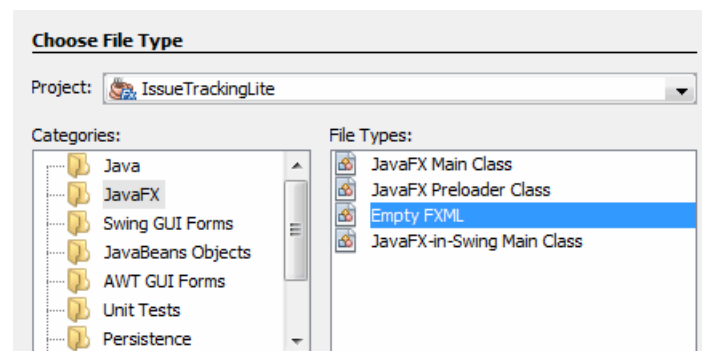 Choose File Type
Project: IssueTrackingLite
Categories:
Java
JavaFX
Swing GUI Forms
JavaBeans Objects
AWT GUI Forms
Unit Tests
Persistence
File Types:
JavaFX Main Class
JavaFX Preloader Class
Empty FXML
JavaFX-in-Swing Main Class